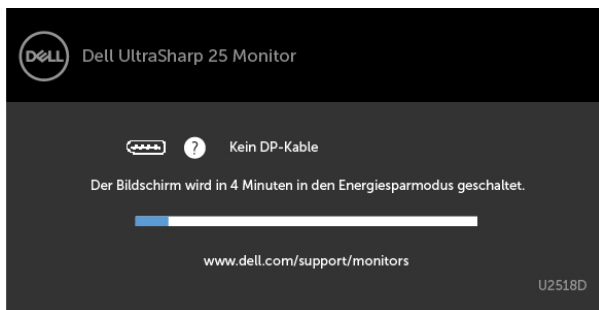 DELL
Dell UltraSharp 25 Monitor
? Kein DP-Kable
Der Bildschirm wird in 4 Minuten in den Energiesparmodus geschaltet.
www.dell.com/support/monitors
U2518D